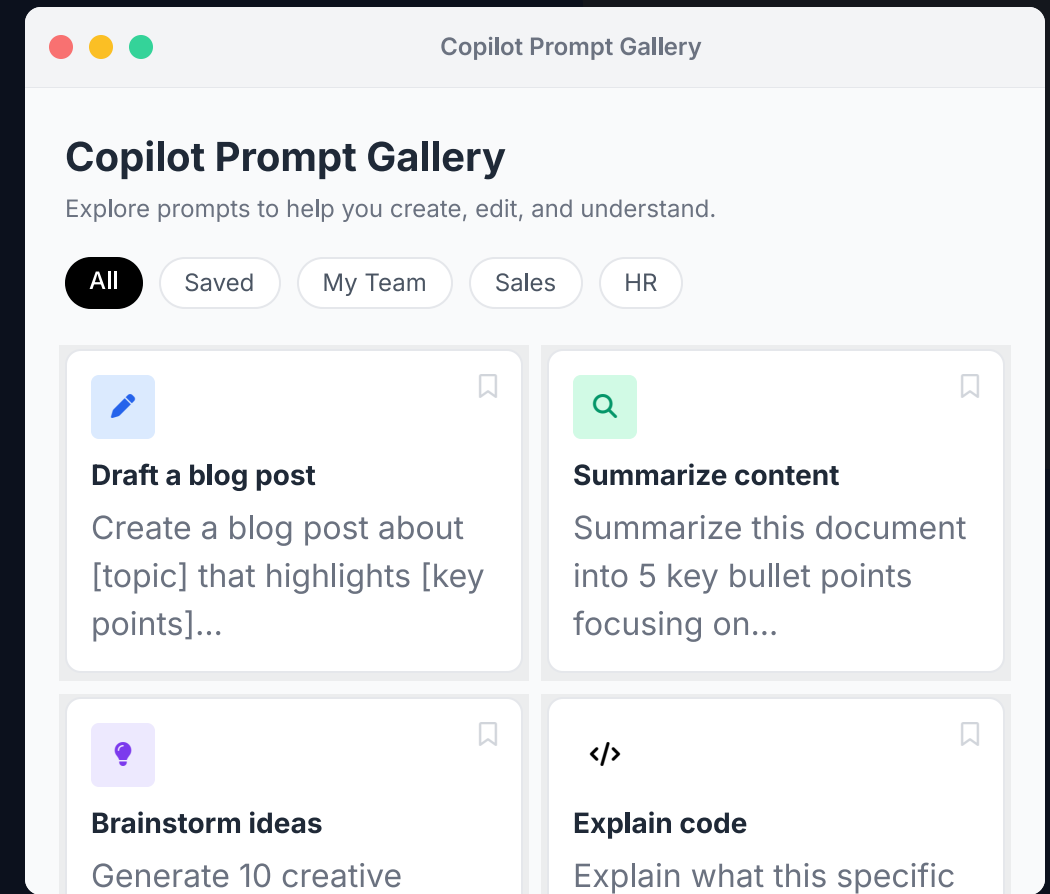 Copilot Prompt Gallery
Copilot Prompt Gallery
Explore prompts to help you create, edit, and understand.
All
Saved
My Team
Sales
HR
Draft a blog post
Create a blog post about
[topic] that highlights [key
points]...
Summarize content
Summarize this document
into 5 key bullet points
focusing on...
Brainstorm ideas
Generate 10 creative
Explain code
Explain what this specific